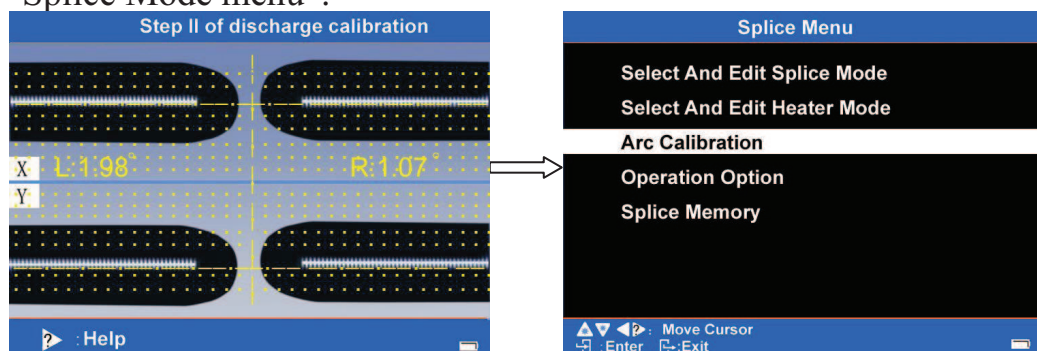 Splice Mode menu".
Step II of discharge calibration
X L:1.98° R:1.07°
Y
? :Help
Splice Menu
Select And Edit Splice Mode
Select And Edit Heater Mode
Arc Calibration
Operation Option
Splice Memory
?: Move Cursor
:Enter :Exit